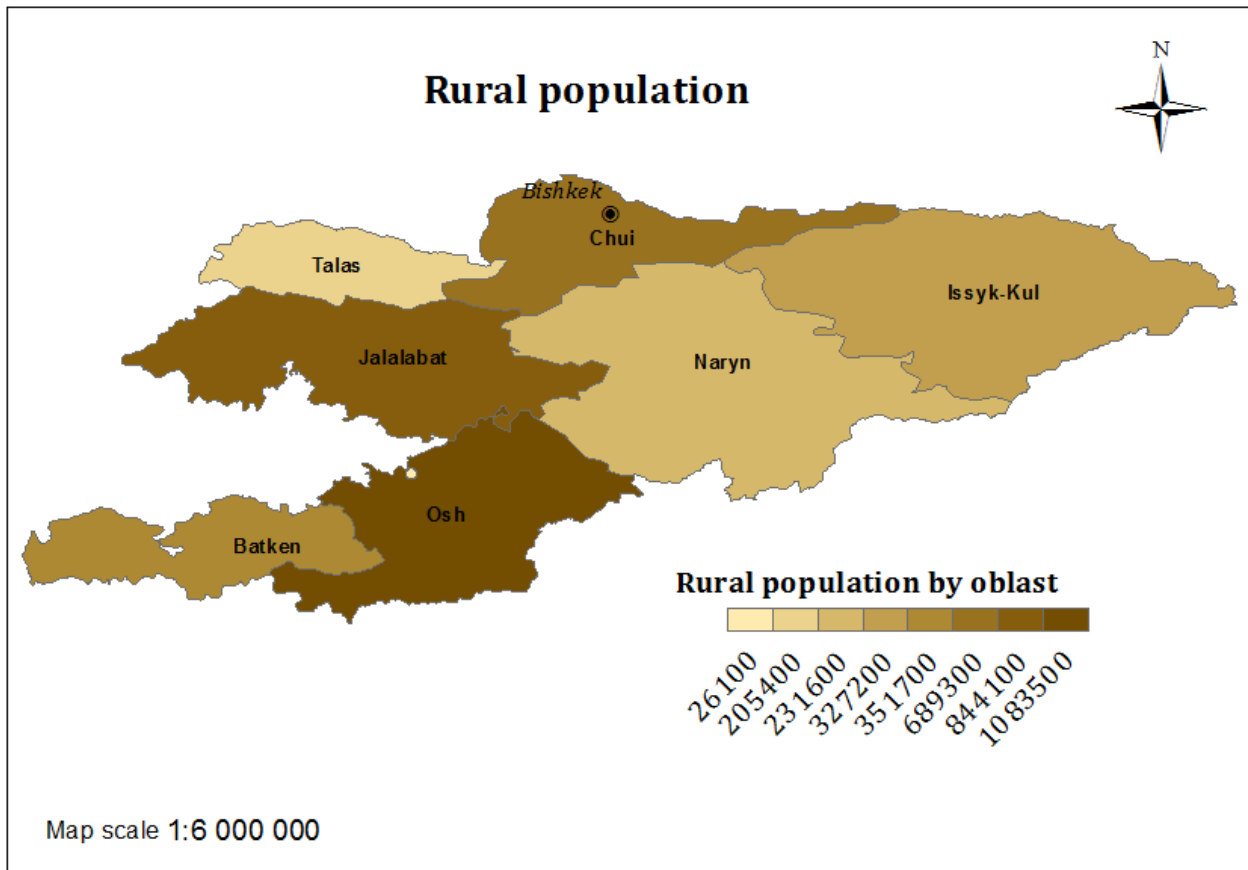 N
Rural population
Bishkek
Chui
Talas
Issyk-Kul
Jalalabat
Naryn
Osh
Batken
Rural population by oblast
26100
205400
231600
327200
351700
689300
844100
1083500
Map scale 1:6 000 000